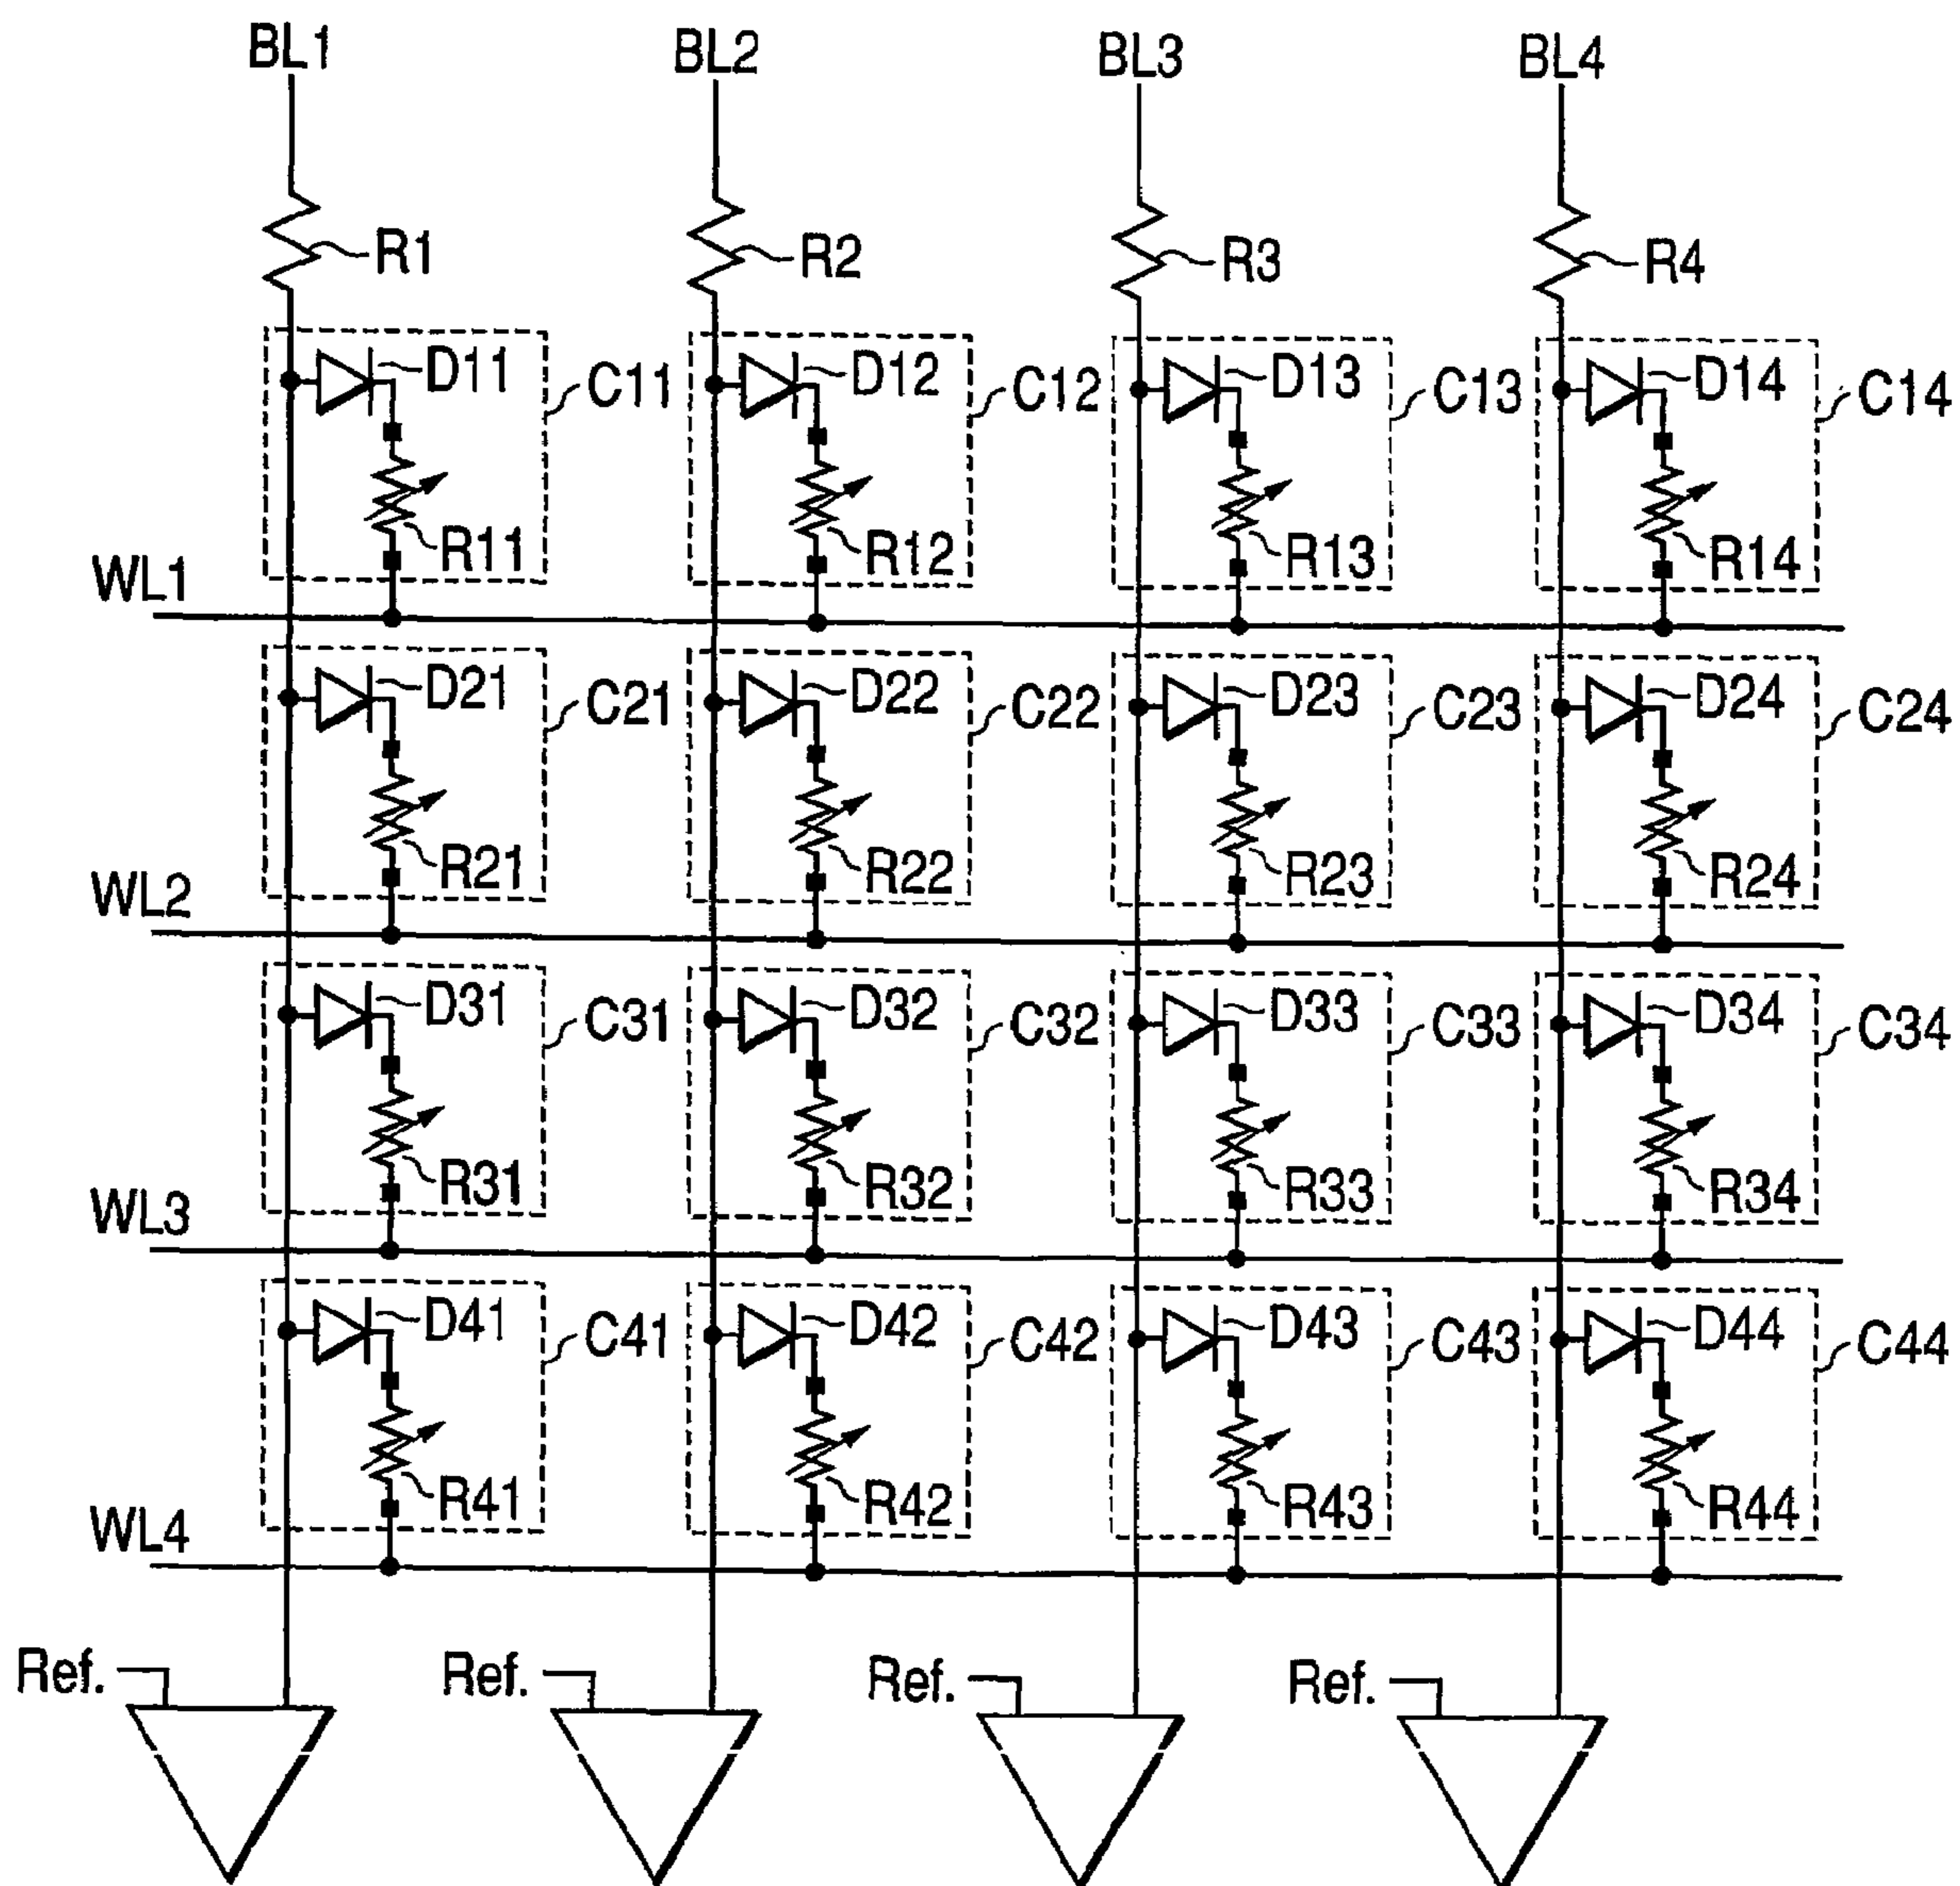 BL1 BL2 BL3 BL4
R1 R2 R3 R4
D11 C11 D12 C12 D13 C13 D14 C14
R11 R12 R13 R14
WL1
D21 C21 D22 C22 D23 C23 D24 C24
R21 R22 R23 R24
WL2
D31 C31 D32 C32 D33 C33 D34 C34
R31 R32 R33 R34
WL3
D41 C41 D42 C42 D43 C43 D44 C44
R41 R42 R43 R44
WL4
Ref. Ref. Ref. Ref.